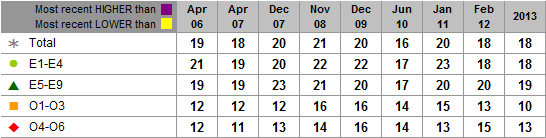 Most recent HIGHER than Apr Apr Dec Nov Dec Jun Jan Feb 2013
Most recent LOWER than 06 07 07 08 09 10 11 12
Total 19 18 20 21 20 16 20 18 18
E1-E4 21 19 20 22 22 17 23 18 18
E5-E9 19 19 23 21 20 17 20 20 19
O1-O3 12 12 12 16 16 14 15 13 10
O4-O6 12 11 13 14 16 14 13 15 13